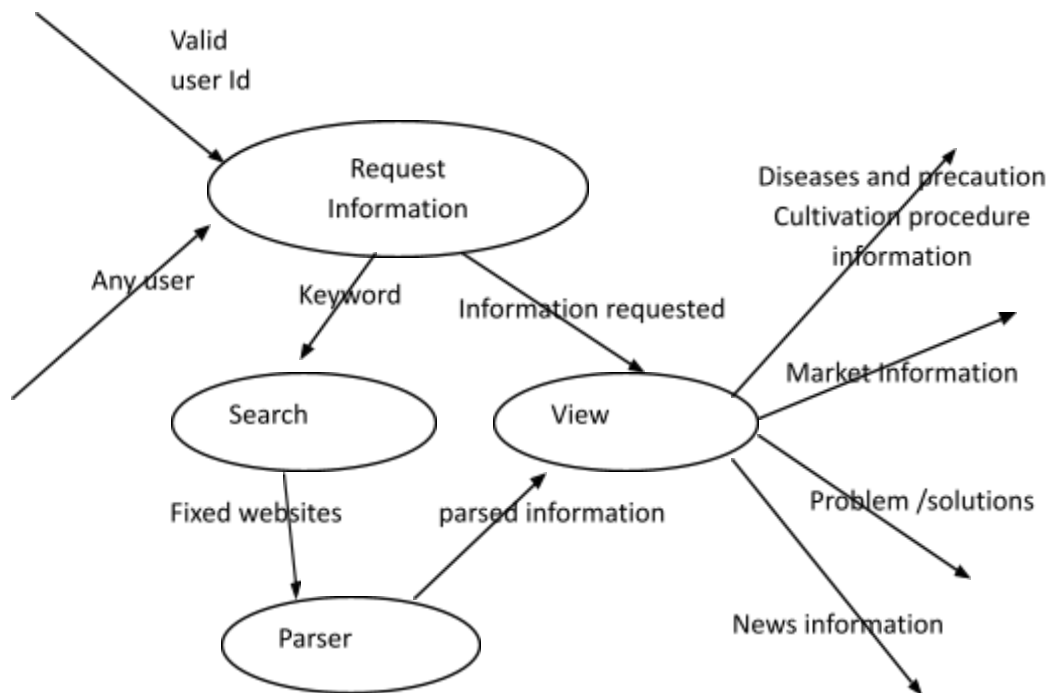 Valid
user Id
Request
Information
Any user
Keyword
Information requested
Diseases and precaution
Cultivation procedure
information
Market Information
Search
View
Fixed websites
parsed information
Problem /solutions
Parser
News information